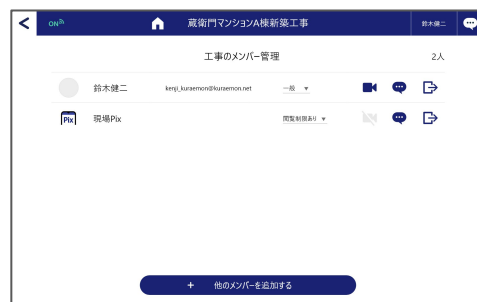 ON
蔵衛門マンションA棟新築工事
鈴木健二
工事のメンバー管理
2人
鈴木健二
kenji_kuraemon@kuraemon.net
一般
Pix
現場Pix
閲覧制限あり
+ 他のメンバーを追加する